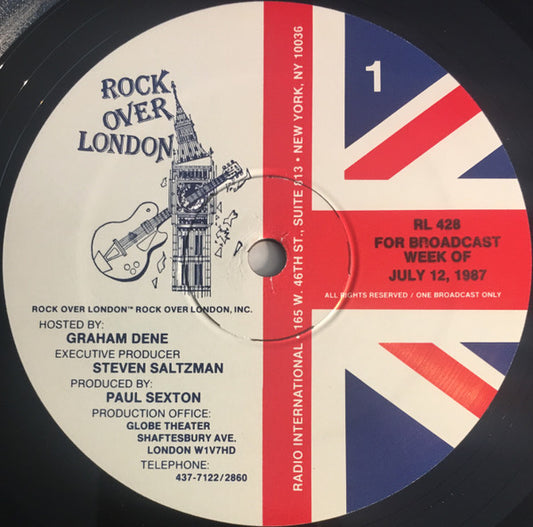 ROCK
OVER
LONDON
ROCK OVER LONDON™ ROCK OVER LONDON, INC.
HOSTED BY:
GRAHAM DENE
EXECUTIVE PRODUCER
STEVEN SALTZMAN
PRODUCED BY:
PAUL SEXTON
PRODUCTION OFFICE:
GLOBE THEATER
SHAFTESBURY AVE.
LONDON W1V7HD
TELEPHONE:
437-7122/2860
RADIO INTERNATIONAL • 165 W. 46TH ST., SUITE 613 • NEW YORK, NY 10036
1
RL 428
FOR BROADCAST
WEEK OF
JULY 12, 1987
ALL RIGHTS RESERVED / ONE BROADCAST ONLY